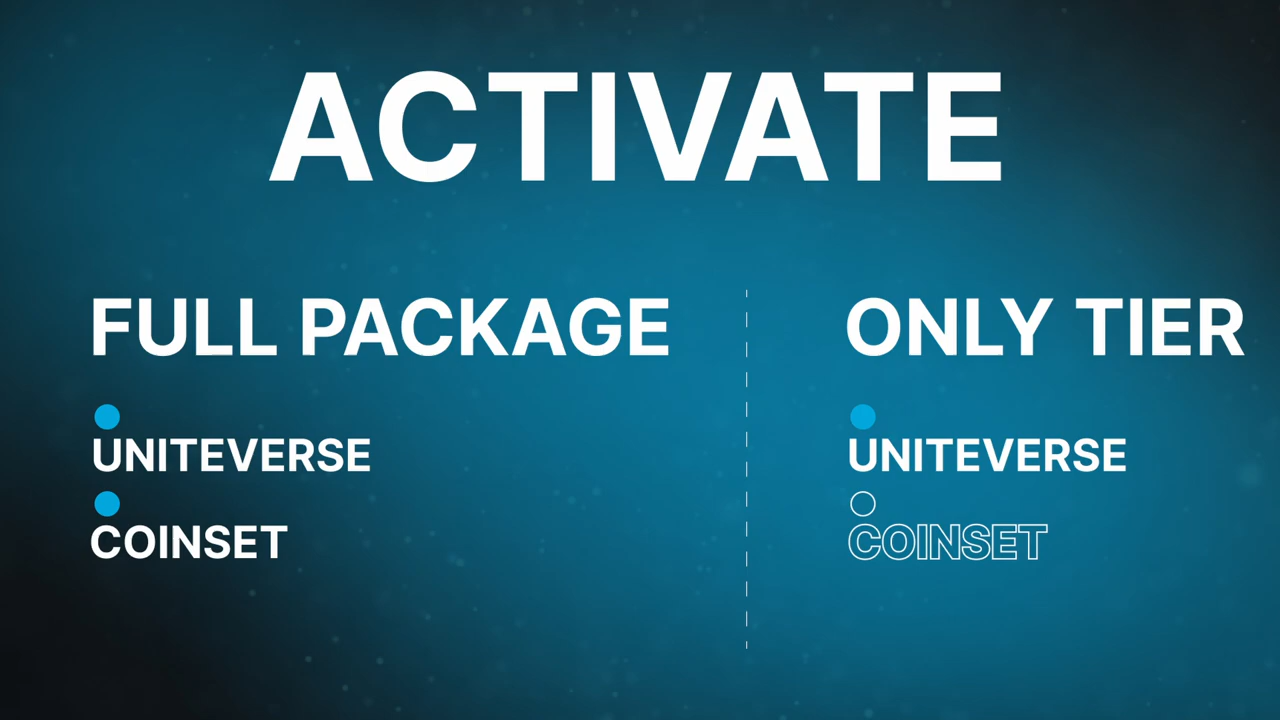 ACTIVATE
FULL PACKAGE
UNITEVERSE
COINSET
ONLY TIER
UNITEVERSE
COINSET